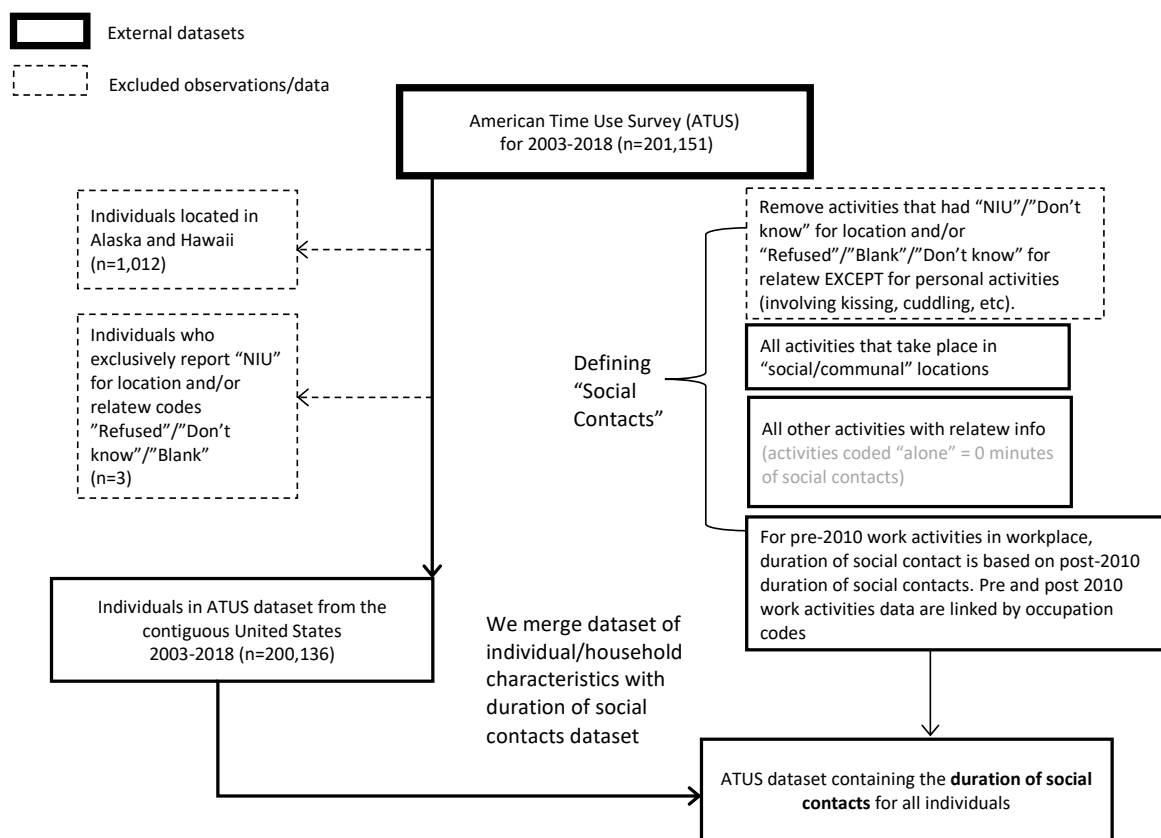 External datasets
Excluded observations/data
American Time Use Survey (ATUS)
for 2003-2018 (n=201,151)
Individuals located in
Alaska and Hawaii
(n=1,012)
Individuals who
exclusively report “NIU”
for location and/or
relatew codes
”Refused”/”Don’t
know”/”Blank”
(n=3)
Individuals in ATUS dataset from the
contiguous United States
2003-2018 (n=200,136)
Defining
“Social
Contacts”
Remove activities that had “NIU”/”Don’t
know” for location and/or
“Refused”/”Blank”/”Don’t know” for
relatew EXCEPT for personal activities
(involving kissing, cuddling, etc).
All activities that take place in
“social/communal” locations
All other activities with relatew info
(activities coded “alone” = 0 minutes
of social contacts)
For pre-2010 work activities in workplace,
duration of social contact is based on post-2010
duration of social contacts. Pre and post 2010
work activities data are linked by occupation
codes
We merge dataset of
individual/household
characteristics with
duration of social
contacts dataset
ATUS dataset containing the duration of social
contacts for all individuals